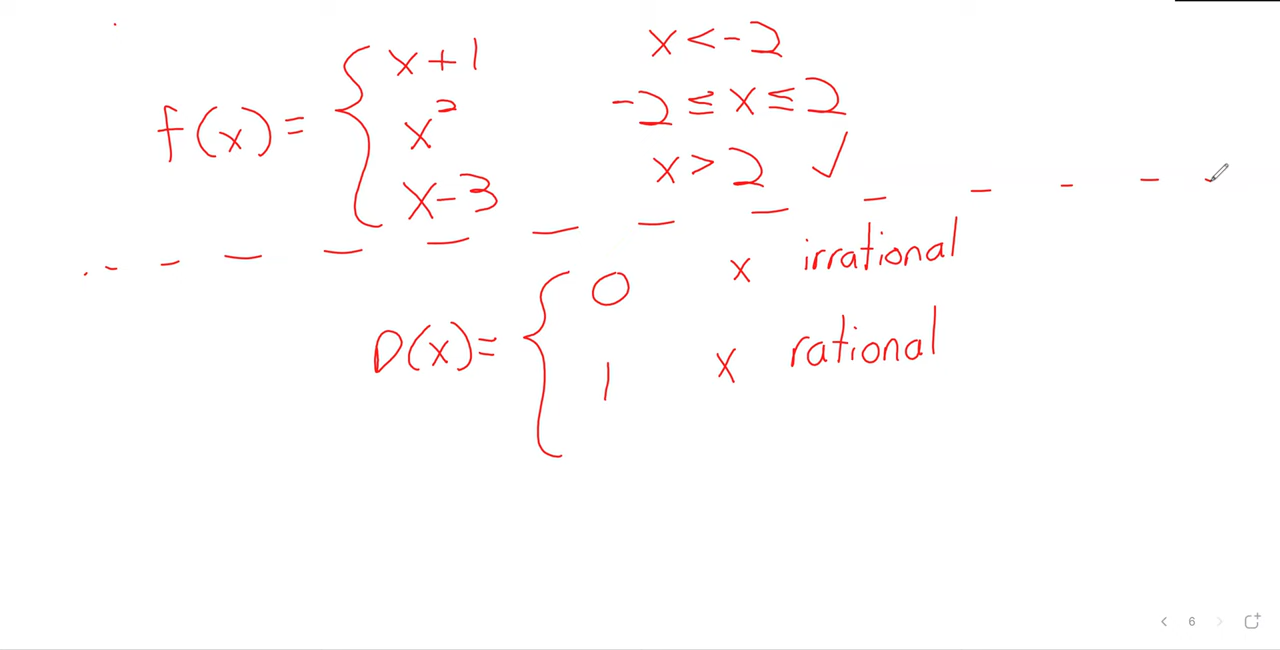 f(x) = { x + 1    x < -2
x²    -2 ≤ x ≤ 2
x - 3    x > 2 ✓
D(x) = { 0    x irrational
1    x rational
< 6 >